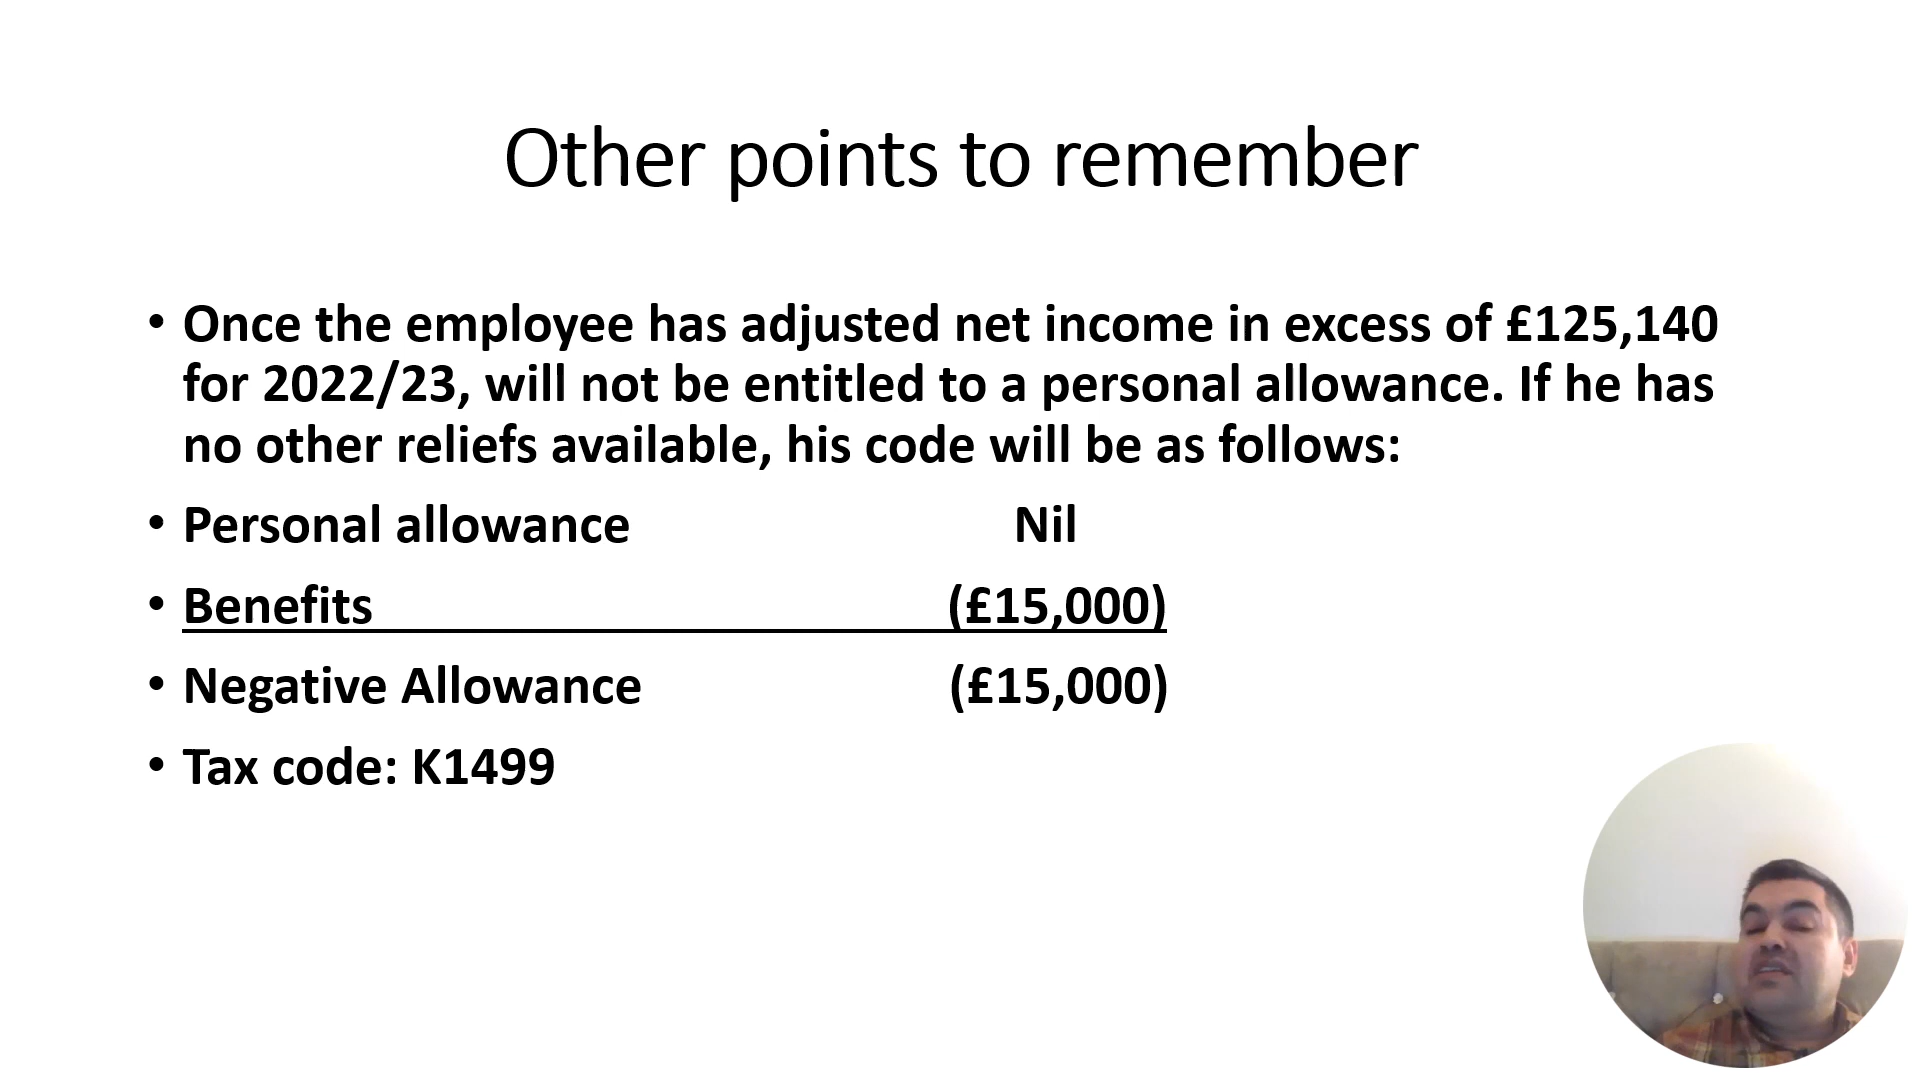 Other points to remember
• Once the employee has adjusted net income in excess of £125,140
for 2022/23, will not be entitled to a personal allowance. If he has
no other reliefs available, his code will be as follows:
• Personal allowance Nil
• Benefits (£15,000)
• Negative Allowance (£15,000)
• Tax code: K1499